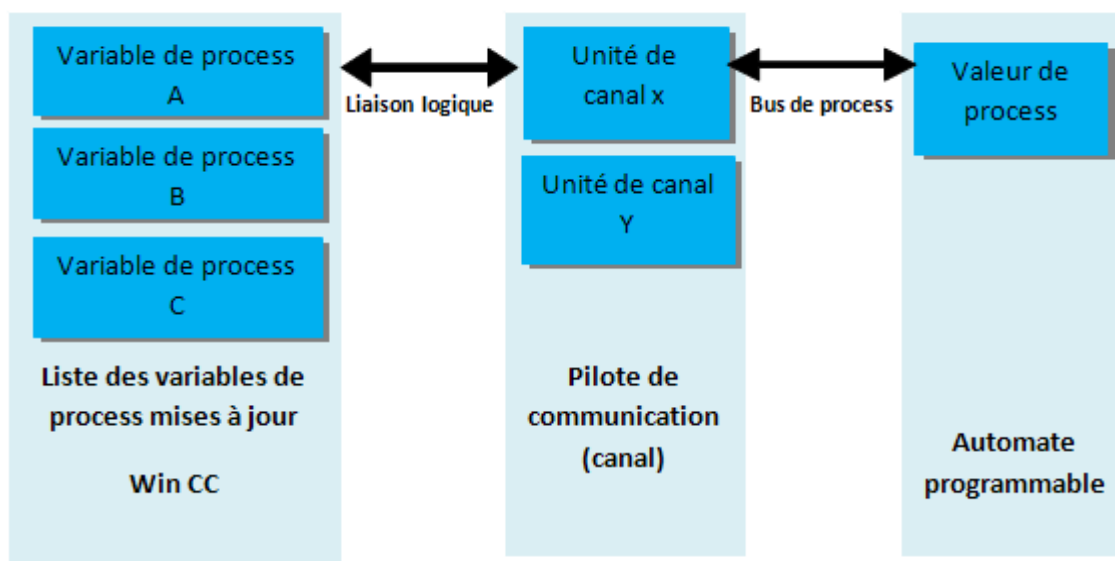 Variable de process
A
Variable de process
B
Variable de process
C
Liste des variables de
process mises à jour
Win CC
Liaison logique
Unité de
canal x
Unité de canal
Y
Pilote de
communication
(canal)
Bus de process
Valeur de
process
Automate
programmable